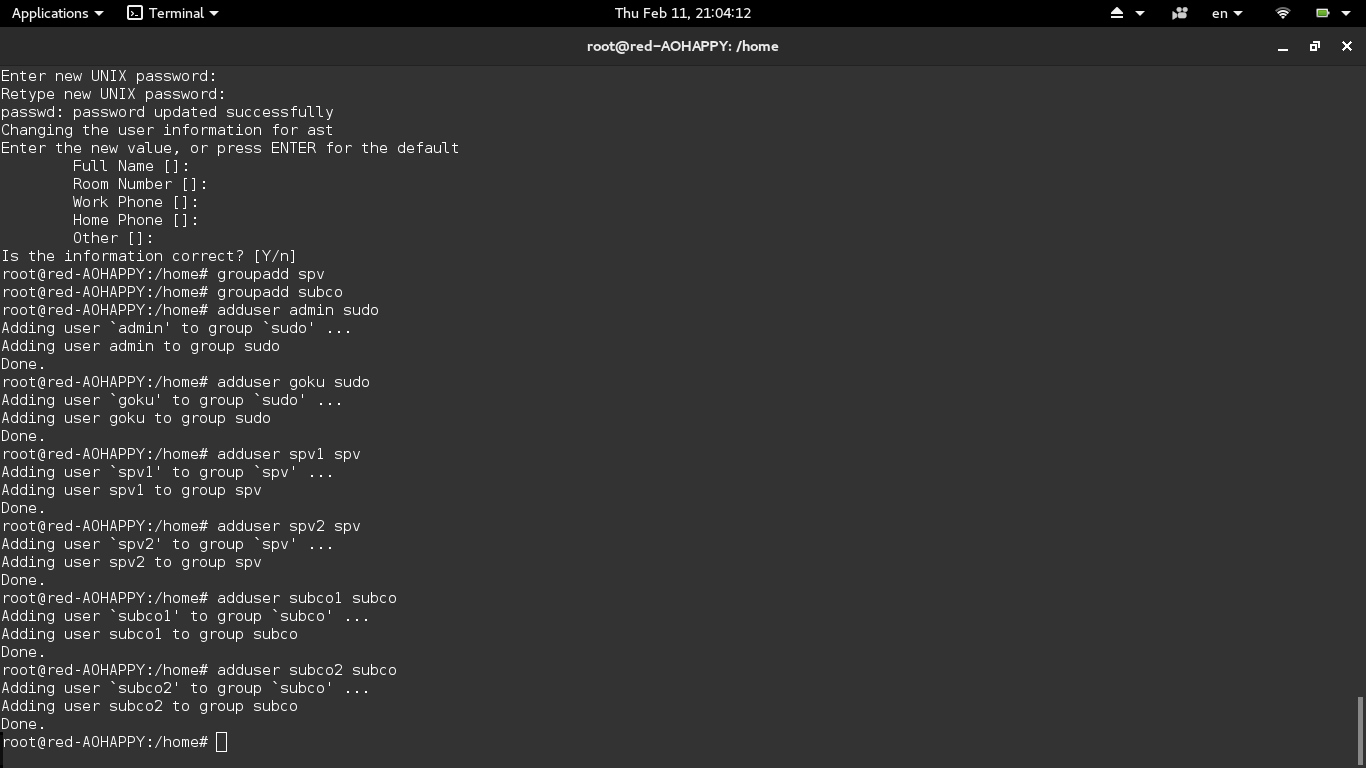 Applications Terminal Thu Feb 11, 21:04:12 en
root@red-AOHAPPY: /home
Enter new UNIX password:
Retype new UNIX password:
passwd: password updated successfully
Changing the user information for ast
Enter the new value, or press ENTER for the default
Full Name []:
Room Number []:
Work Phone []:
Home Phone []:
Other []:
Is the information correct? [Y/n]
root@red-AOHAPPY:/home# groupadd spv
root@red-AOHAPPY:/home# groupadd subco
root@red-AOHAPPY:/home# adduser admin sudo
Adding user `admin' to group `sudo' ...
Adding user admin to group sudo
Done.
root@red-AOHAPPY:/home# adduser goku sudo
Adding user `goku' to group `sudo' ...
Adding user goku to group sudo
Done.
root@red-AOHAPPY:/home# adduser spv1 spv
Adding user `spv1' to group `spv' ...
Adding user spv1 to group spv
Done.
root@red-AOHAPPY:/home# adduser spv2 spv
Adding user `spv2' to group `spv' ...
Adding user spv2 to group spv
Done.
root@red-AOHAPPY:/home# adduser subco1 subco
Adding user `subco1' to group `subco' ...
Adding user subco1 to group subco
Done.
root@red-AOHAPPY:/home# adduser subco2 subco
Adding user `subco2' to group `subco' ...
Adding user subco2 to group subco
Done.
root@red-AOHAPPY:/home#